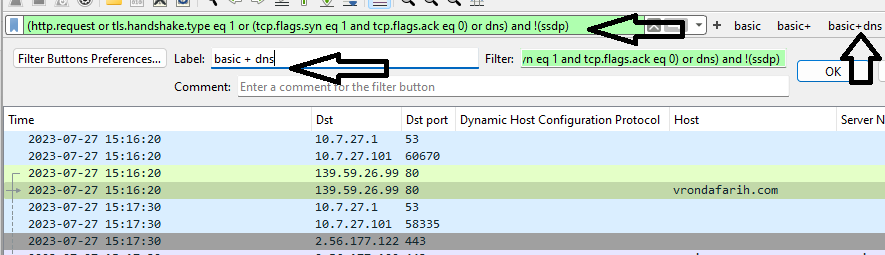 (http.request or tls.handshake.type eq 1 or (tcp.flags.syn eq 1 and tcp.flags.ack eq 0) or dns) and !(ssdp) + basic basic+ basic+dns
Filter Buttons Preferences... Label: basic + dns Filter: yn eq 1 and tcp.flags.ack eq 0) or dns) and !(ssdp)
OK
Comment: Enter a comment for the filter button
Time Dst Dst port Dynamic Host Configuration Protocol Host Server N
2023-07-27 15:16:20 10.7.27.1 53
2023-07-27 15:16:20 10.7.27.101 60670
2023-07-27 15:16:20 139.59.26.99 80
2023-07-27 15:16:20 139.59.26.99 80 vrondafarih.com
2023-07-27 15:17:30 10.7.27.1 53
2023-07-27 15:17:30 10.7.27.101 58335
2023-07-27 15:17:30 2.56.177.122 443